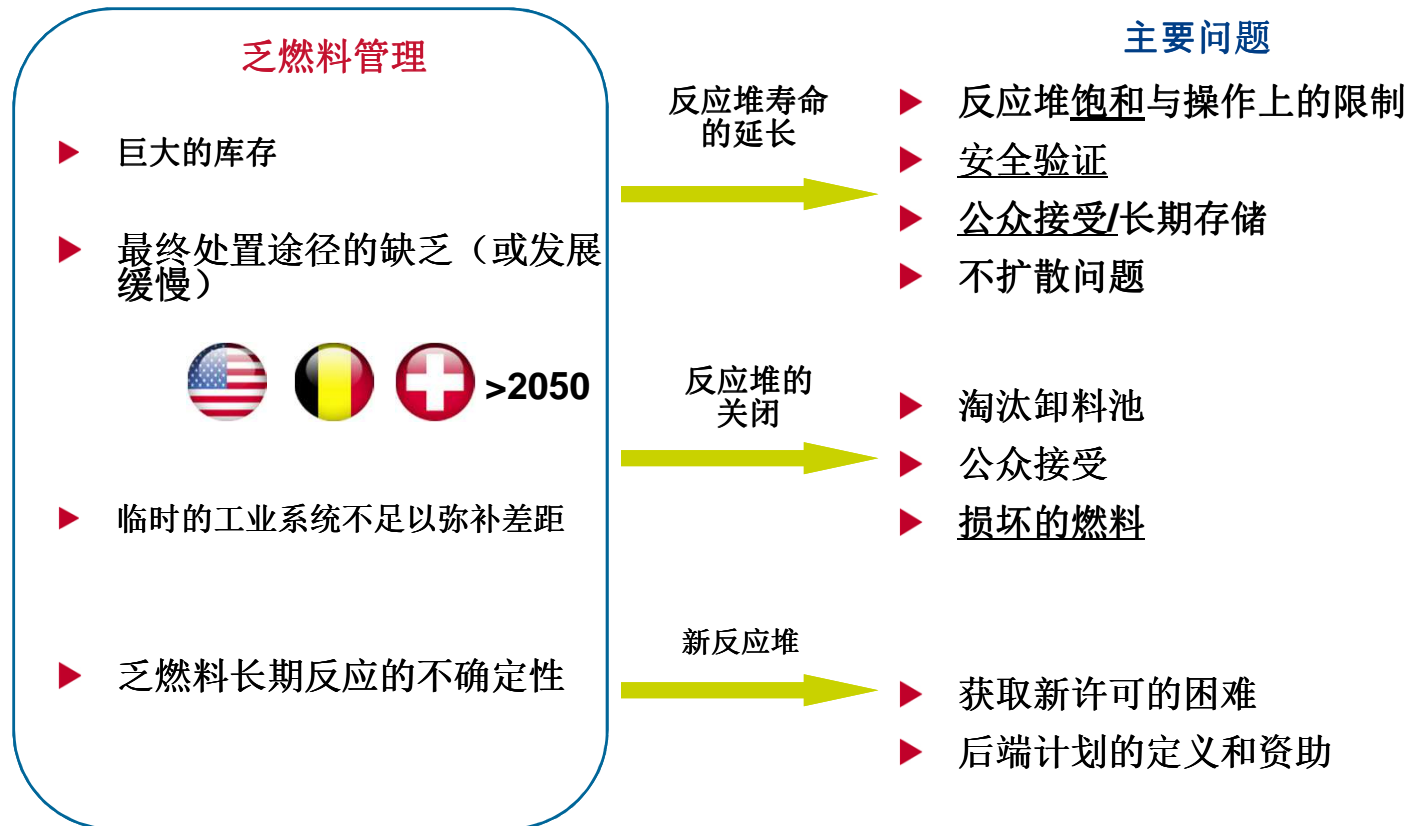 乏燃料管理
巨大的库存
最终处置途径的缺乏（或发展
缓慢）
>2050
临时的工业系统不足以弥补差距
乏燃料长期反应的不确定性
反应堆寿命
的延长
反应堆的
关闭
新反应堆
主要问题
反应堆饱和与操作上的限制
安全验证
公众接受/长期存储
不扩散问题
淘汰卸料池
公众接受
损坏的燃料
获取新许可的困难
后端计划的定义和资助